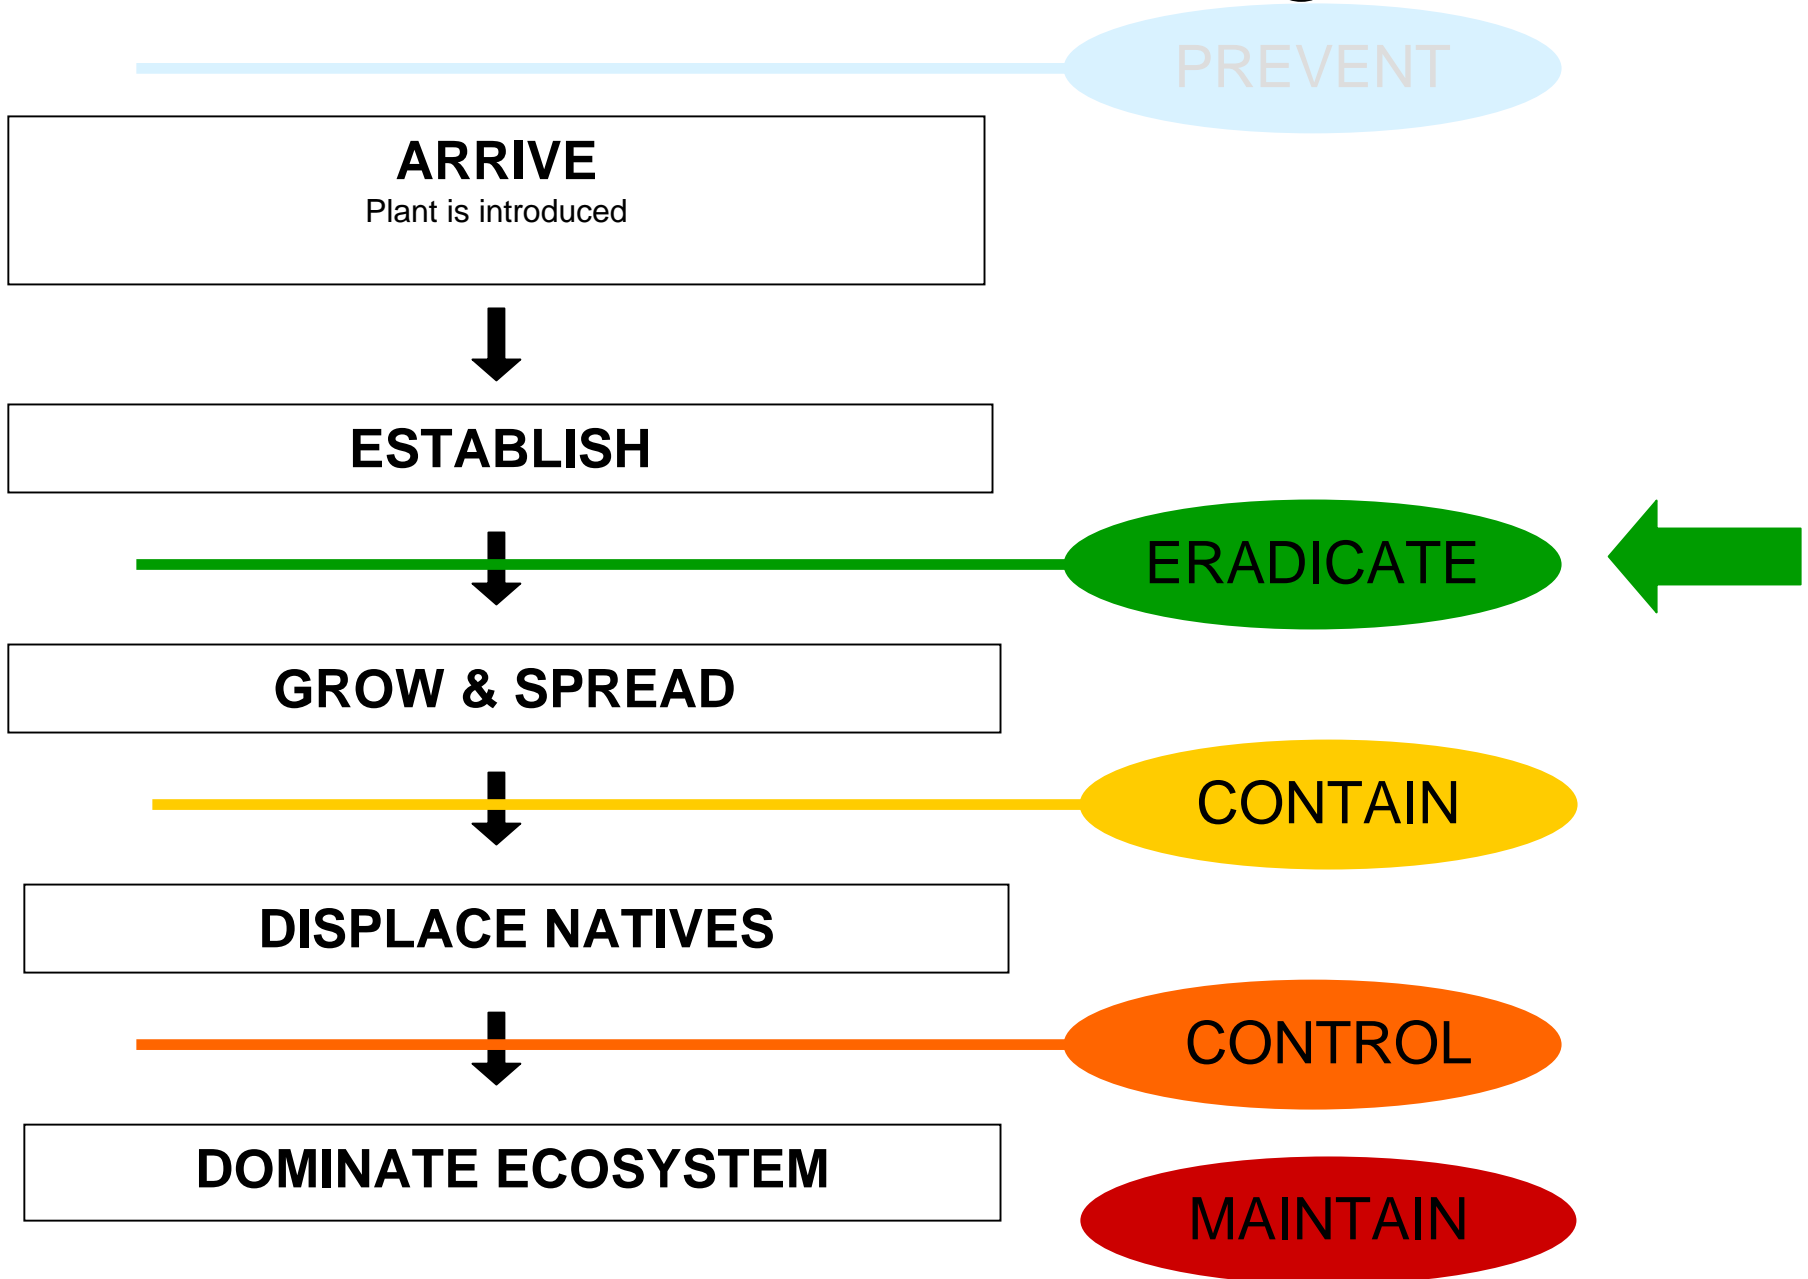 PREVENT
ARRIVE
Plant is introduced
ESTABLISH
ERADICATE
GROW & SPREAD
CONTAIN
DISPLACE NATIVES
CONTROL
DOMINATE ECOSYSTEM
MAINTAIN